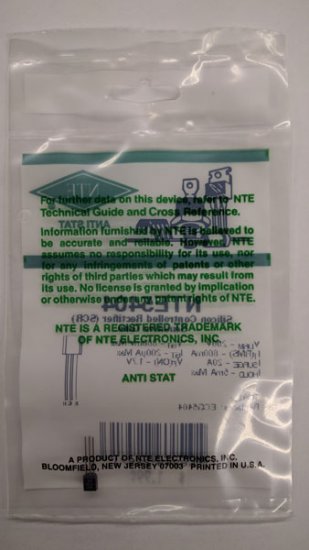 For further data on this device, refer to NTE
Technical Guide and Cross Reference.
Information furnished by NTE is believed to
be accurate and reliable. However, NTE
assumes no responsibility for its use, nor
for any infringements of patents or other
rights of third parties which may result from
its use. No license is granted by implication
or otherwise under any patent rights of NTE.
NTE IS A REGISTERED TRADEMARK
OF NTE ELECTRONICS, INC.
ANTI STAT
A PRODUCT OF NTE ELECTRONICS, INC.
BLOOMFIELD, NEW JERSEY 07003 PRINTED IN U.S.A.
NTE
ANTI STAT
NTE5404
Silicon Controlled Rectifier (SCR)